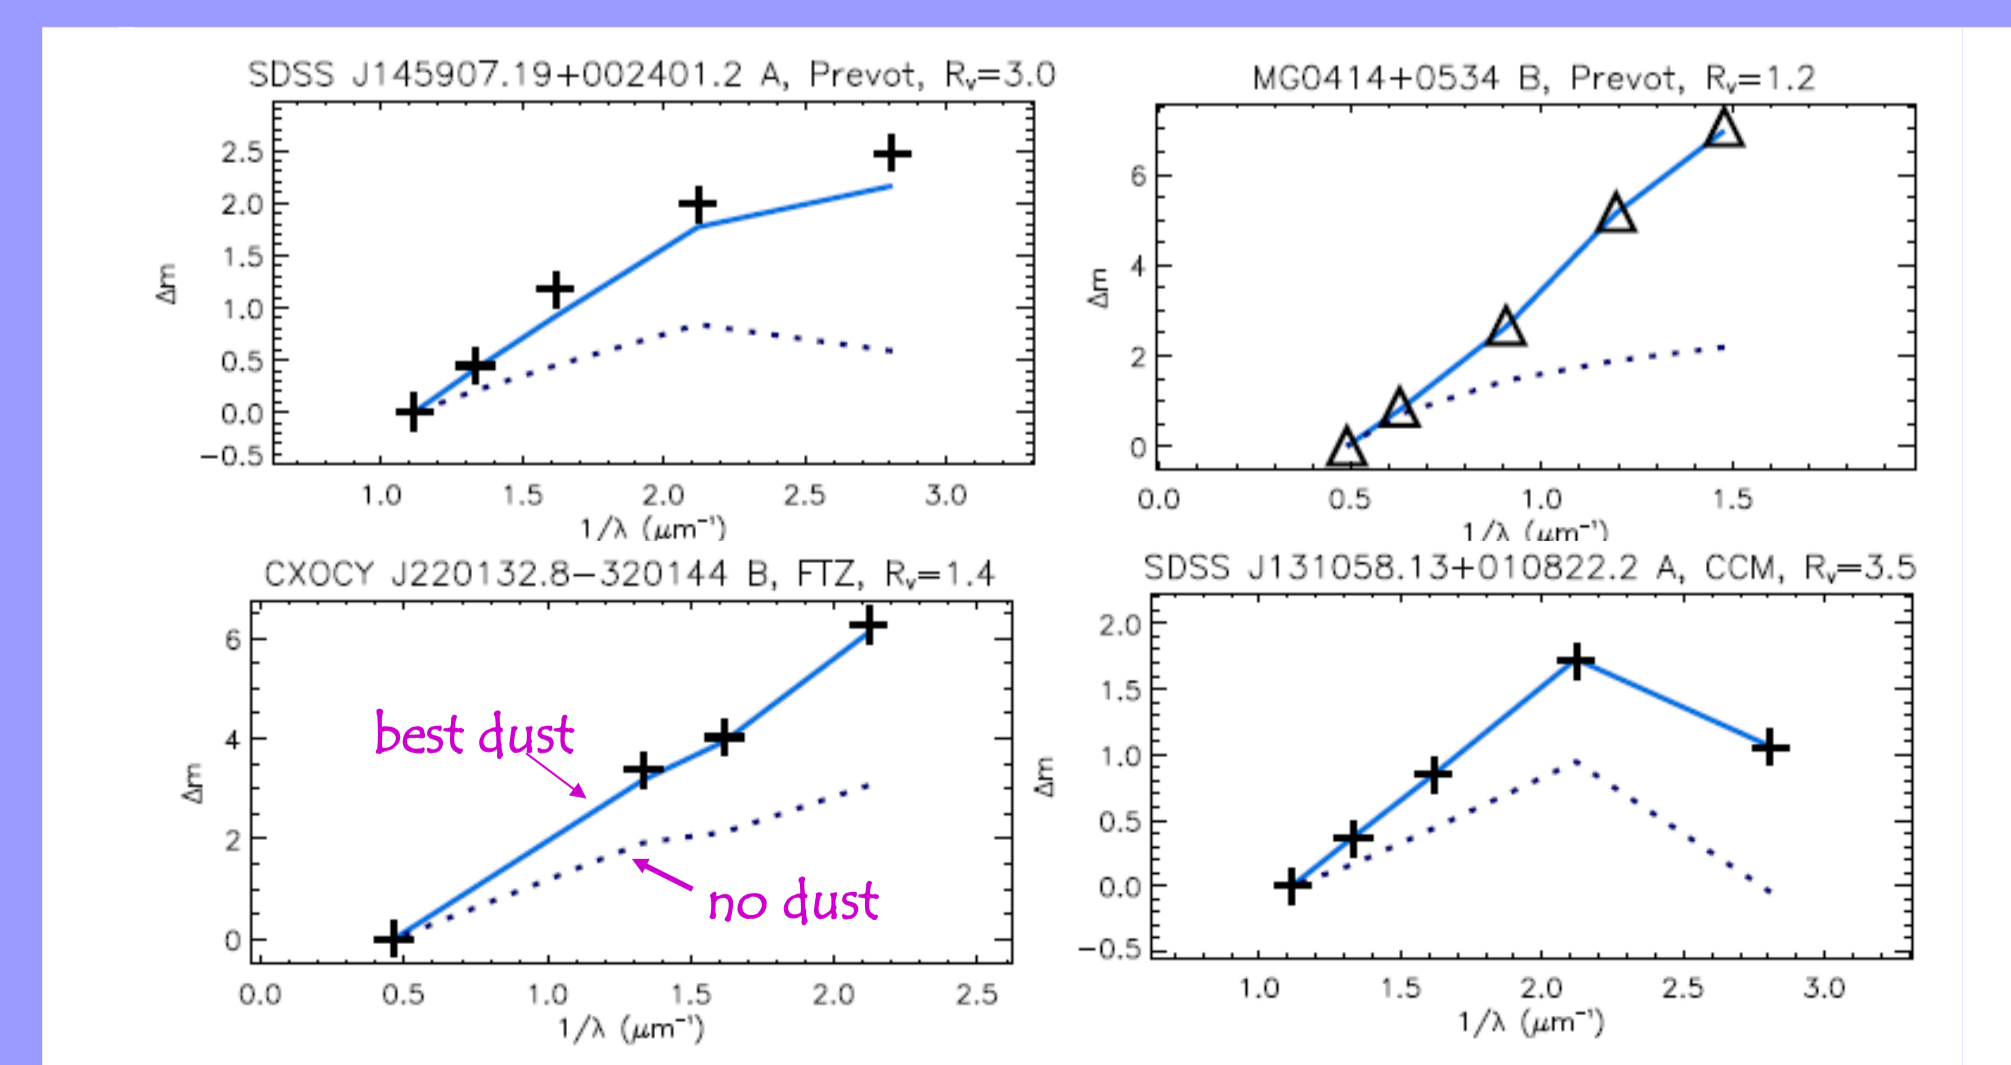 SDSS J145907.19+002401.2 A, Prevot, Rᵥ=3.0
2.5
2.0
1.5
1.0
0.5
0.0
−0.5
Δm
1.0 1.5 2.0 2.5 3.0
1/λ (μm⁻¹)
MG0414+0534 B, Prevot, Rᵥ=1.2
6
4
2
0
Δm
0.0 0.5 1.0 1.5
1/λ (μm⁻¹)
CXOCY J220132.8−320144 B, FTZ, Rᵥ=1.4
6
4
2
0
Δm
best dust
no dust
0.0 0.5 1.0 1.5 2.0 2.5
1/λ (μm⁻¹)
SDSS J131058.13+010822.2 A, CCM, Rᵥ=3.5
2.0
1.5
1.0
0.5
0.0
−0.5
Δm
1.0 1.5 2.0 2.5 3.0
1/λ (μm⁻¹)